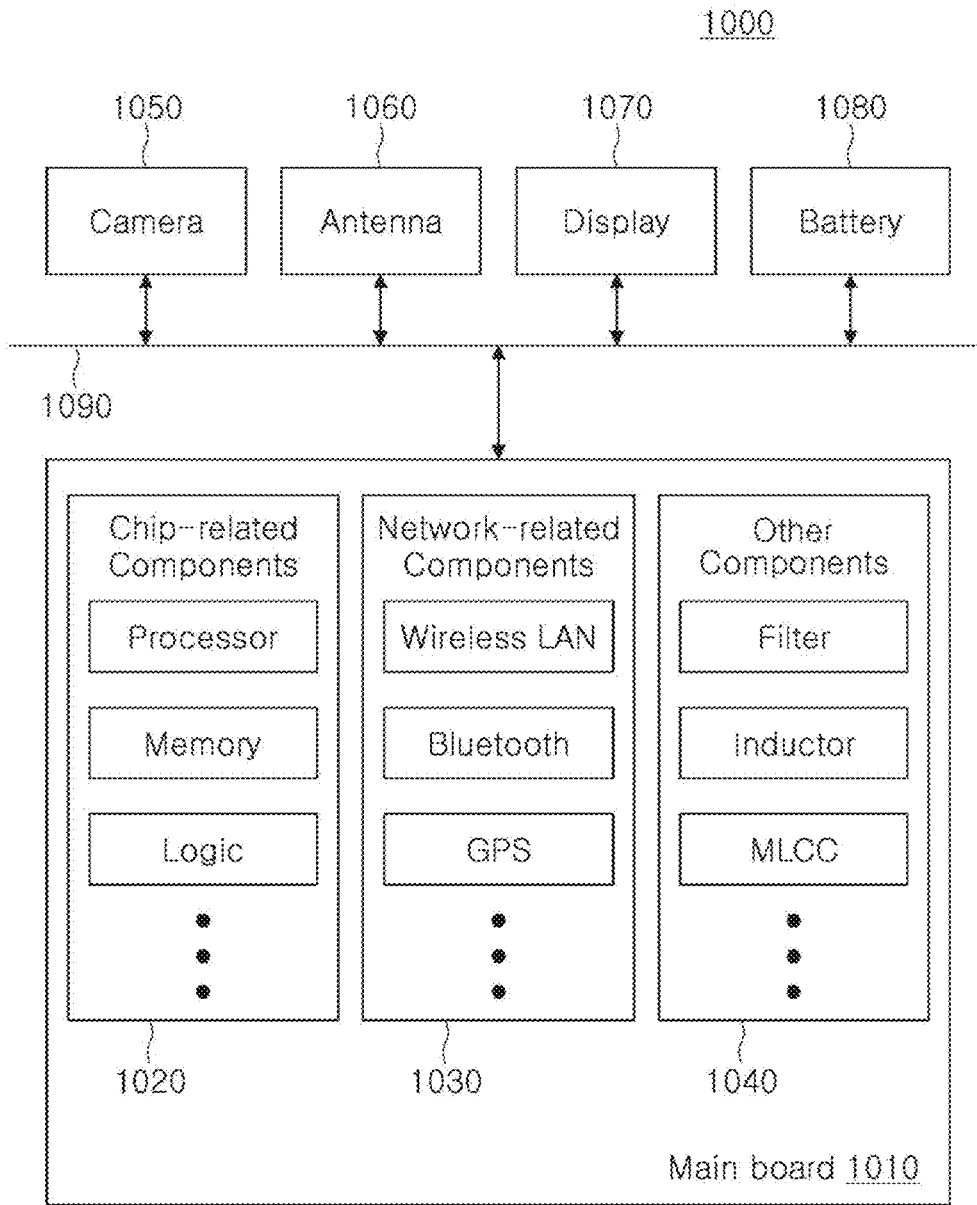 1000
1050
1060
1070
1080
Camera
Antenna
Display
Battery
1090
Chip-related
Components
Processor
Memory
Logic
Network-related
Components
Wireless LAN
Bluetooth
GPS
Other
Components
Filter
Inductor
MLCC
1020
1030
1040
Main board 1010